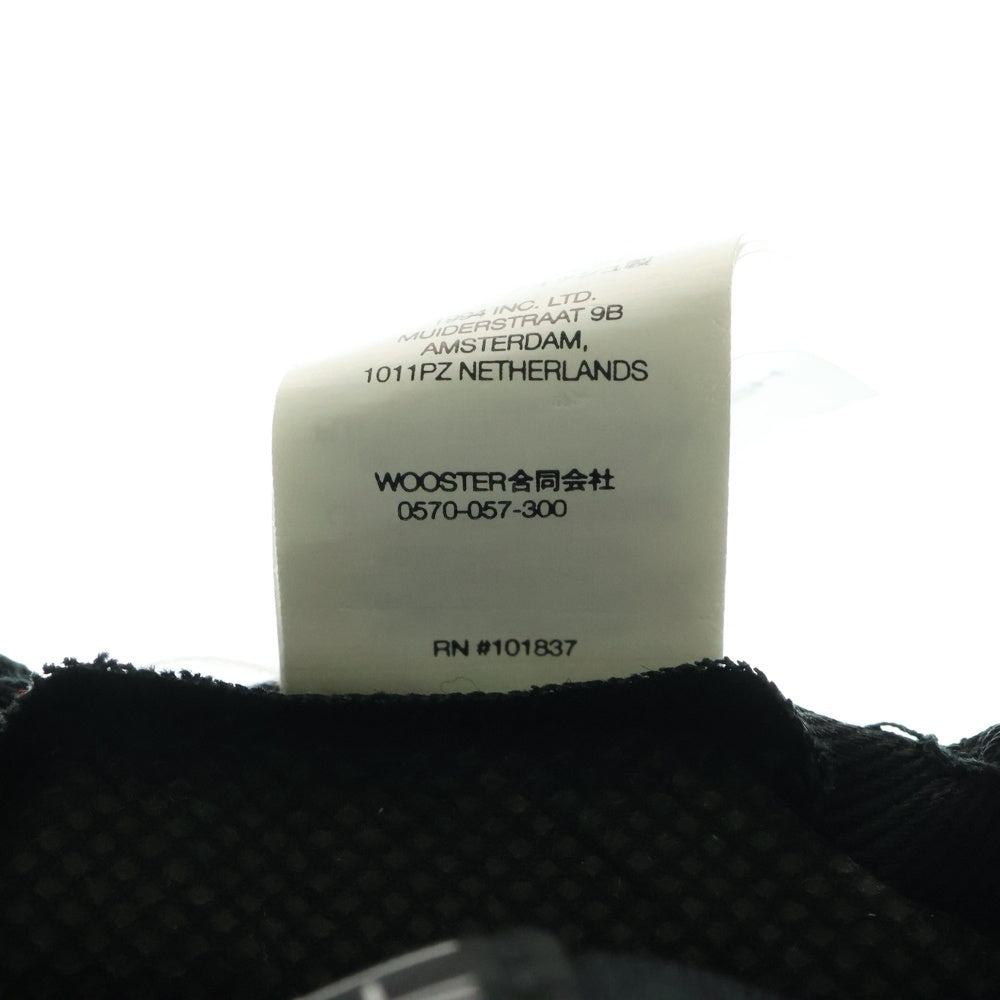 1994 INC. LTD.
MUIDERSTRAAT 9B
AMSTERDAM,
1011PZ NETHERLANDS
WOOSTER合同会社
0570-057-300
RN #101837